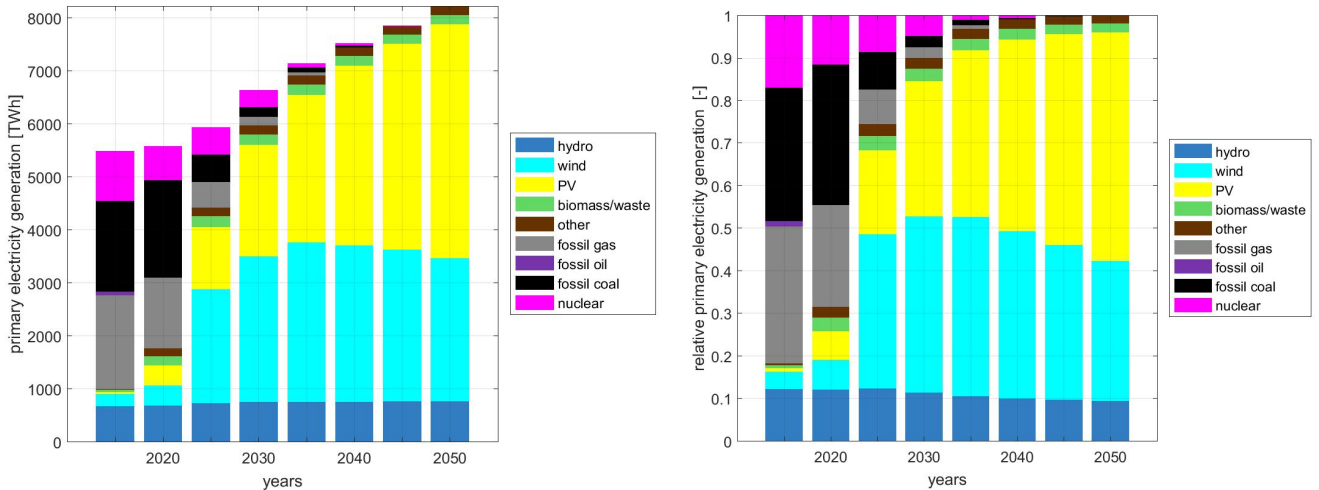 primary electricity generation [TWh]
8000
7000
6000
5000
4000
3000
2000
1000
0
2020
2030
2040
2050
years
hydro
wind
PV
biomass/waste
other
fossil gas
fossil oil
fossil coal
nuclear
relative primary electricity generation [-]
1
0.9
0.8
0.7
0.6
0.5
0.4
0.3
0.2
0.1
0
2020
2030
2040
2050
years
hydro
wind
PV
biomass/waste
other
fossil gas
fossil oil
fossil coal
nuclear